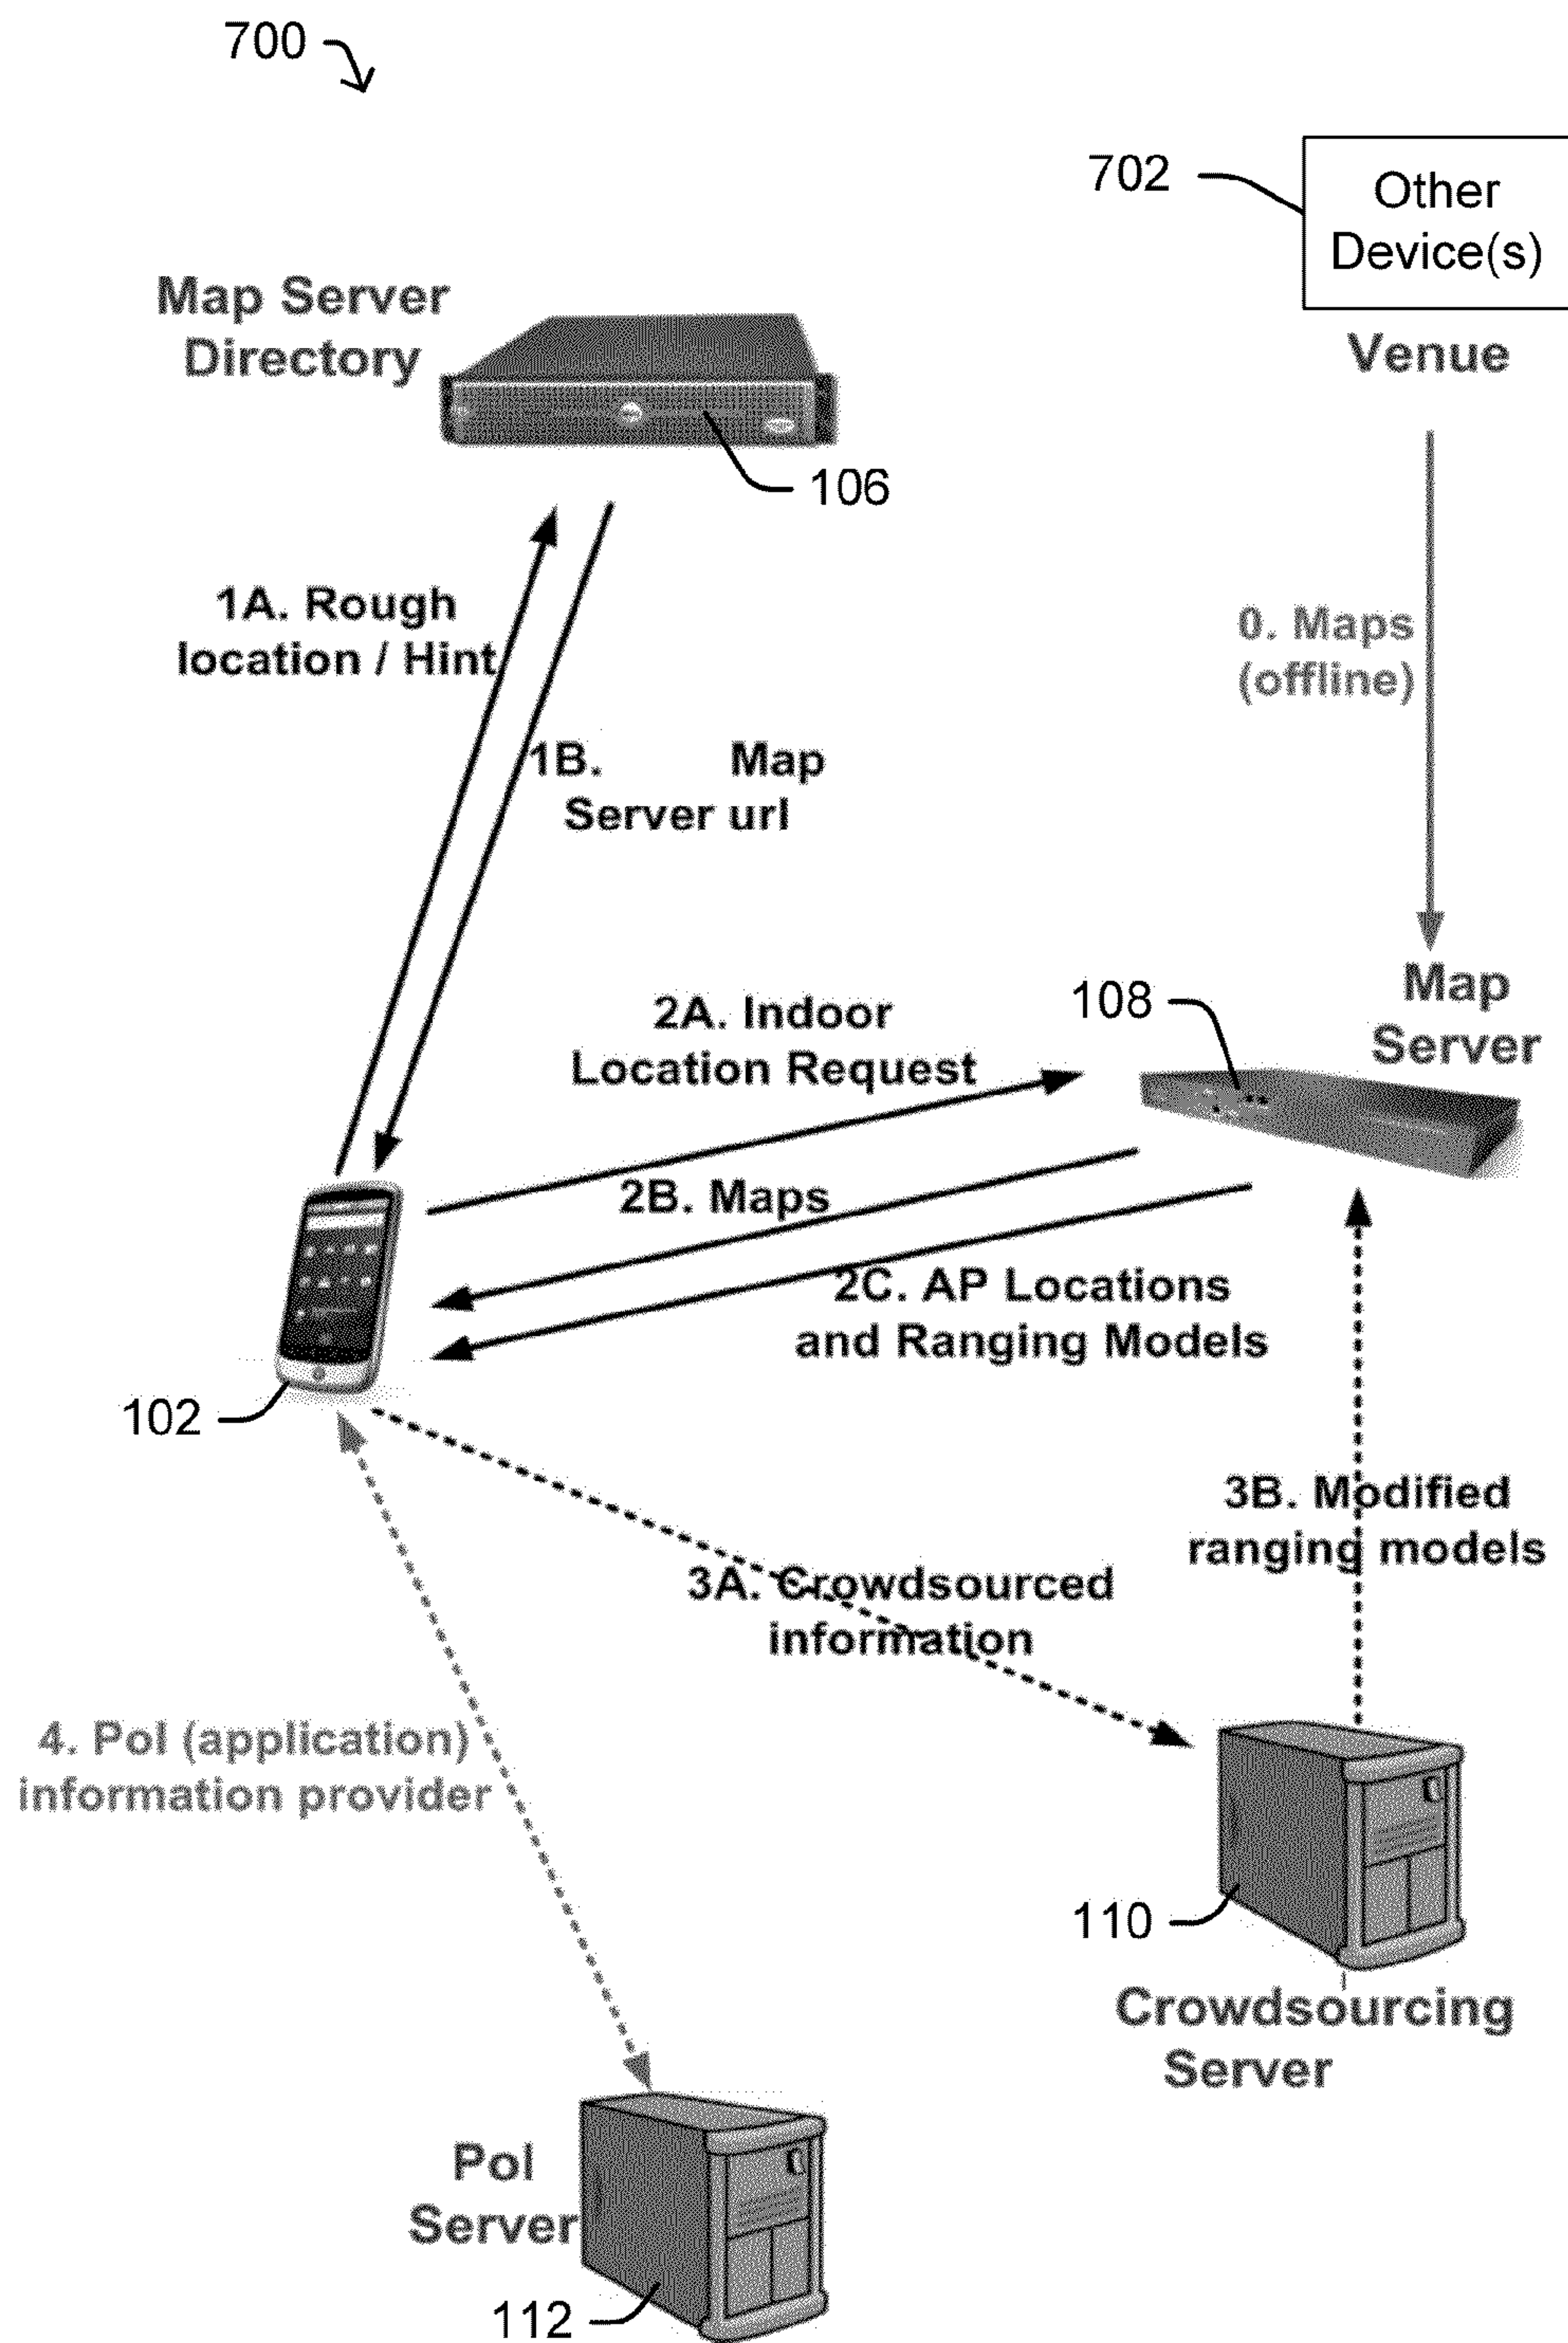 700
702
Other
Device(s)
Venue
Map Server
Directory
106
1A. Rough
location / Hint
0. Maps
(offline)
1B. Map
Server url
2A. Indoor
Location Request
108
Map
Server
2B. Maps
2C. AP Locations
and Ranging Models
102
3B. Modified
ranging models
3A. Crowdsourced
information
4. PoI (application)
information provider
110
Crowdsourcing
Server
PoI
Server
112